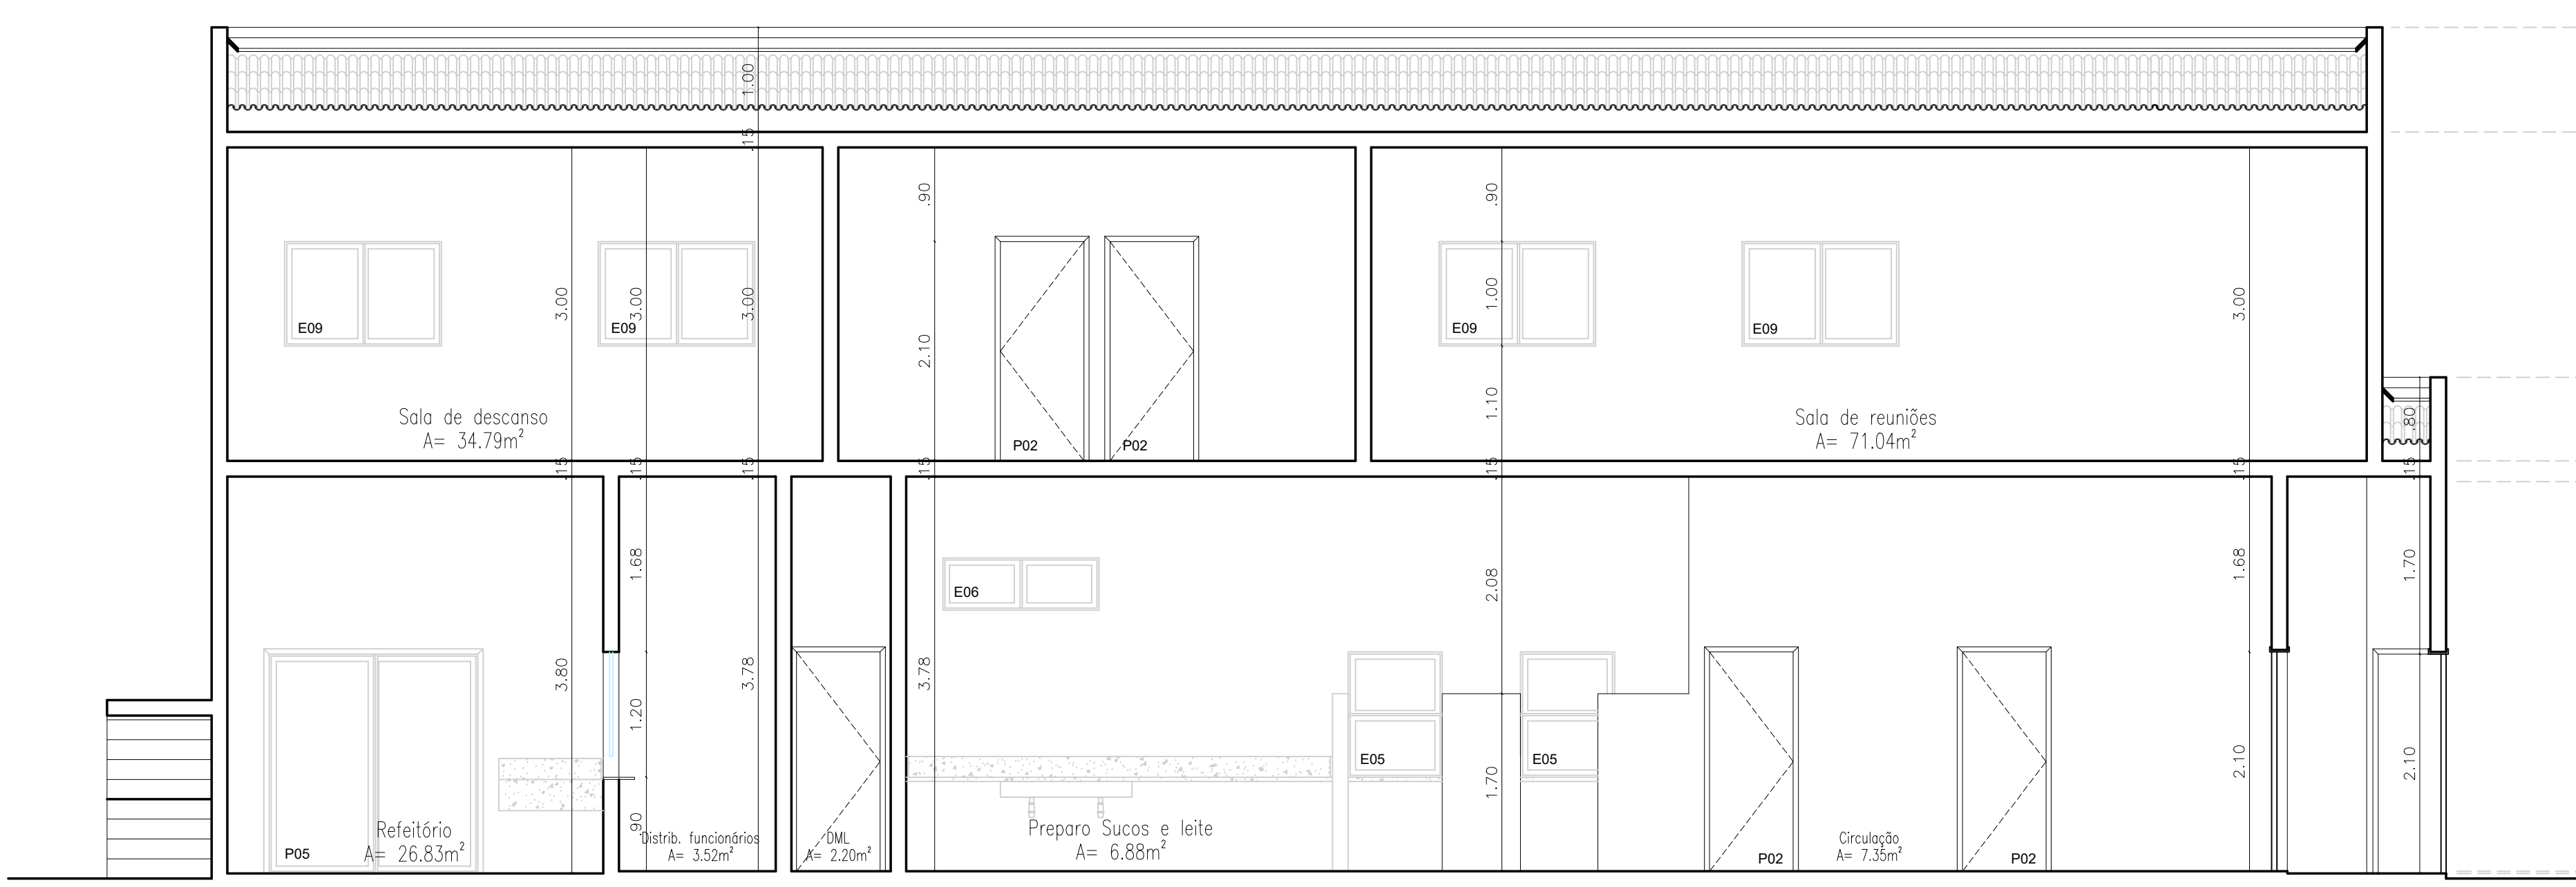 1.00
.15
.90
.90
3.00
3.00
3.00
2.10
1.00
3.00
E09
E09
E09
E09
1.10
Sala de descanso
A= 34.79m²
P02
P02
Sala de reuniões
A= 71.04m²
.80
.15
.15
.15
.15
.15
.15
.15
1.68
E06
2.08
1.68
1.70
3.80
1.20
3.78
3.78
E05
E05
1.70
2.10
2.10
.90
Refeitório
A= 26.83m²
P05
Distrib. funcionários
A= 3.52m²
DML
A= 2.20m²
Preparo Sucos e leite
A= 6.88m²
P02
Circulação
A= 7.35m²
P02